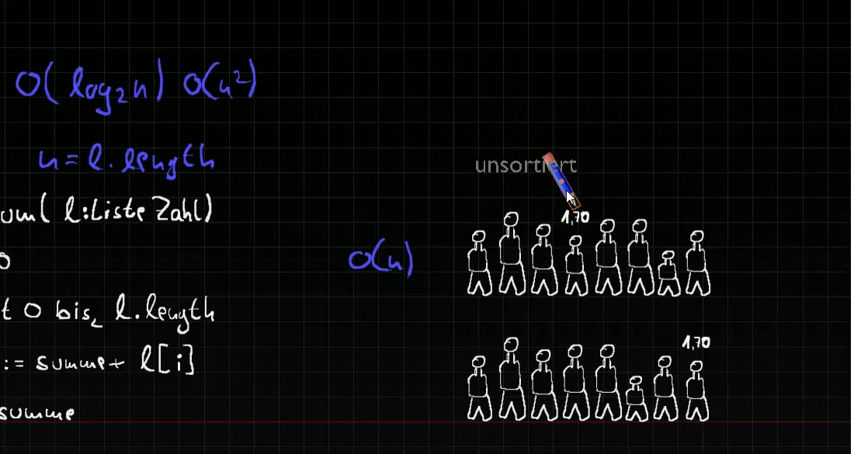 O(log₂n) O(n²)
n = l.length
um( l:Liste Zahl)
0
t 0 bis l.length
:= summe + l[i]
summe
O(n)
unsortiert
1,70
1,70